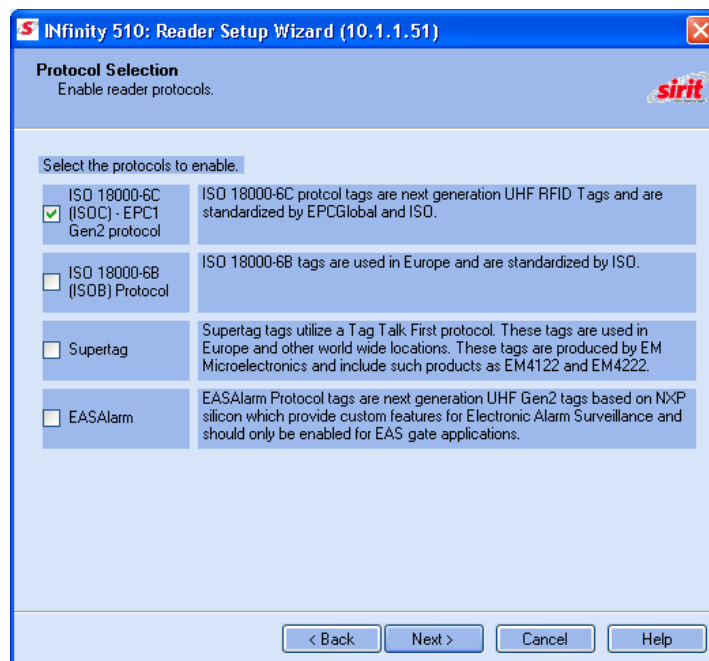 INfinity 510: Reader Setup Wizard (10.1.1.51)
Protocol Selection
Enable reader protocols.
sirit
Select the protocols to enable.
ISO 18000-6C
(ISOC) - EPC1
Gen2 protocol
ISO 18000-6C protcol tags are next generation UHF RFID Tags and are
standardized by EPCGlobal and ISO.
ISO 18000-6B
(ISOB) Protocol
ISO 18000-6B tags are used in Europe and are standardized by ISO.
Supertag
Supertag tags utilize a Tag Talk First protocol. These tags are used in
Europe and other world wide locations. These tags are produced by EM
Microelectronics and include such products as EM4122 and EM4222.
EASAlarm
EASAlarm Protocol tags are next generation UHF Gen2 tags based on NXP
silicon which provide custom features for Electronic Alarm Surveillance and
should only be enabled for EAS gate applications.
< Back
Next >
Cancel
Help